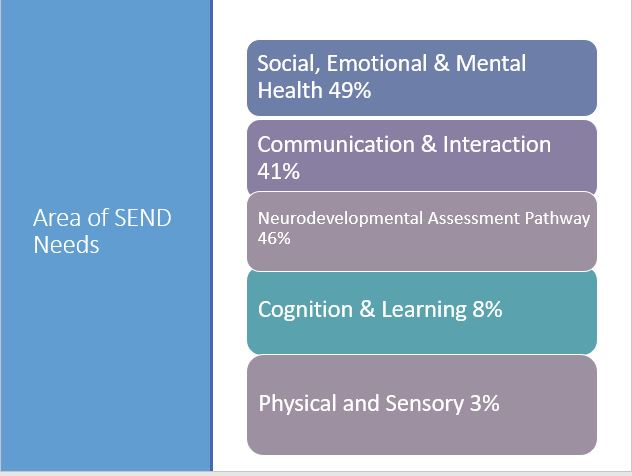 Area of SEND
Needs
Social, Emotional & Mental
Health 49%
Communication & Interaction
41%
Neurodevelopmental Assessment Pathway
46%
Cognition & Learning 8%
Physical and Sensory 3%